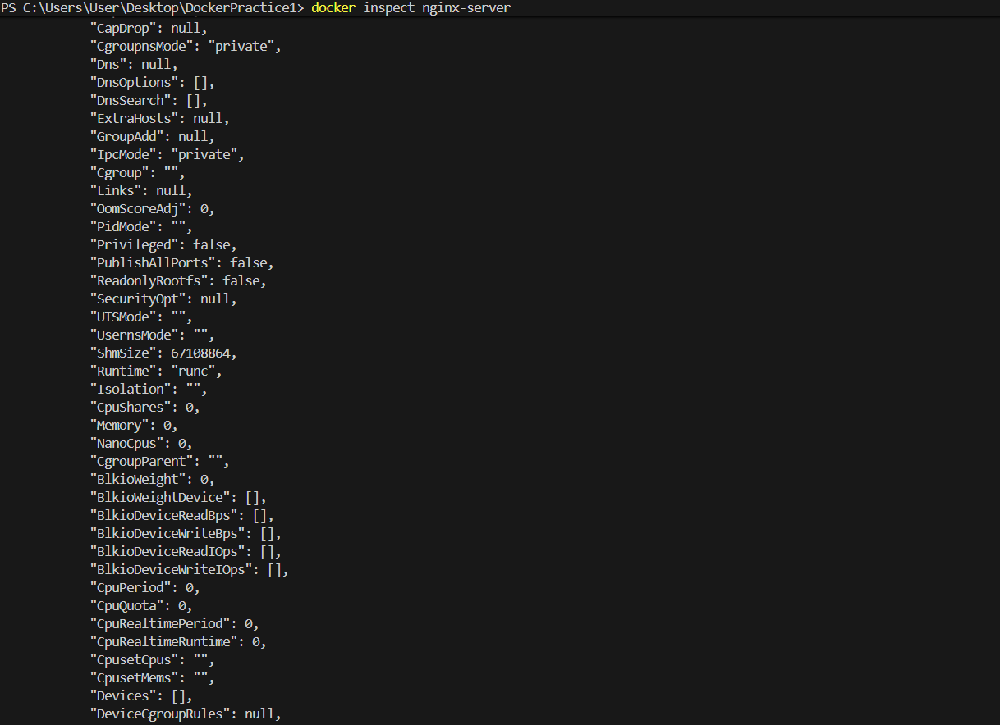 PS C:\Users\User\Desktop\DockerPractice1> docker inspect nginx-server
"CapDrop": null,
"CgroupnsMode": "private",
"Dns": null,
"DnsOptions": [],
"DnsSearch": [],
"ExtraHosts": null,
"GroupAdd": null,
"IpcMode": "private",
"Cgroup": "",
"Links": null,
"OomScoreAdj": 0,
"PidMode": "",
"Privileged": false,
"PublishAllPorts": false,
"ReadonlyRootfs": false,
"SecurityOpt": null,
"UTSMode": "",
"UsernsMode": "",
"ShmSize": 67108864,
"Runtime": "runc",
"Isolation": "",
"CpuShares": 0,
"Memory": 0,
"NanoCpus": 0,
"CgroupParent": "",
"BlkioWeight": 0,
"BlkioWeightDevice": [],
"BlkioDeviceReadBps": [],
"BlkioDeviceWriteBps": [],
"BlkioDeviceReadIOps": [],
"BlkioDeviceWriteIOps": [],
"CpuPeriod": 0,
"CpuQuota": 0,
"CpuRealtimePeriod": 0,
"CpuRealtimeRuntime": 0,
"CpusetCpus": "",
"CpusetMems": "",
"Devices": [],
"DeviceCgroupRules": null,